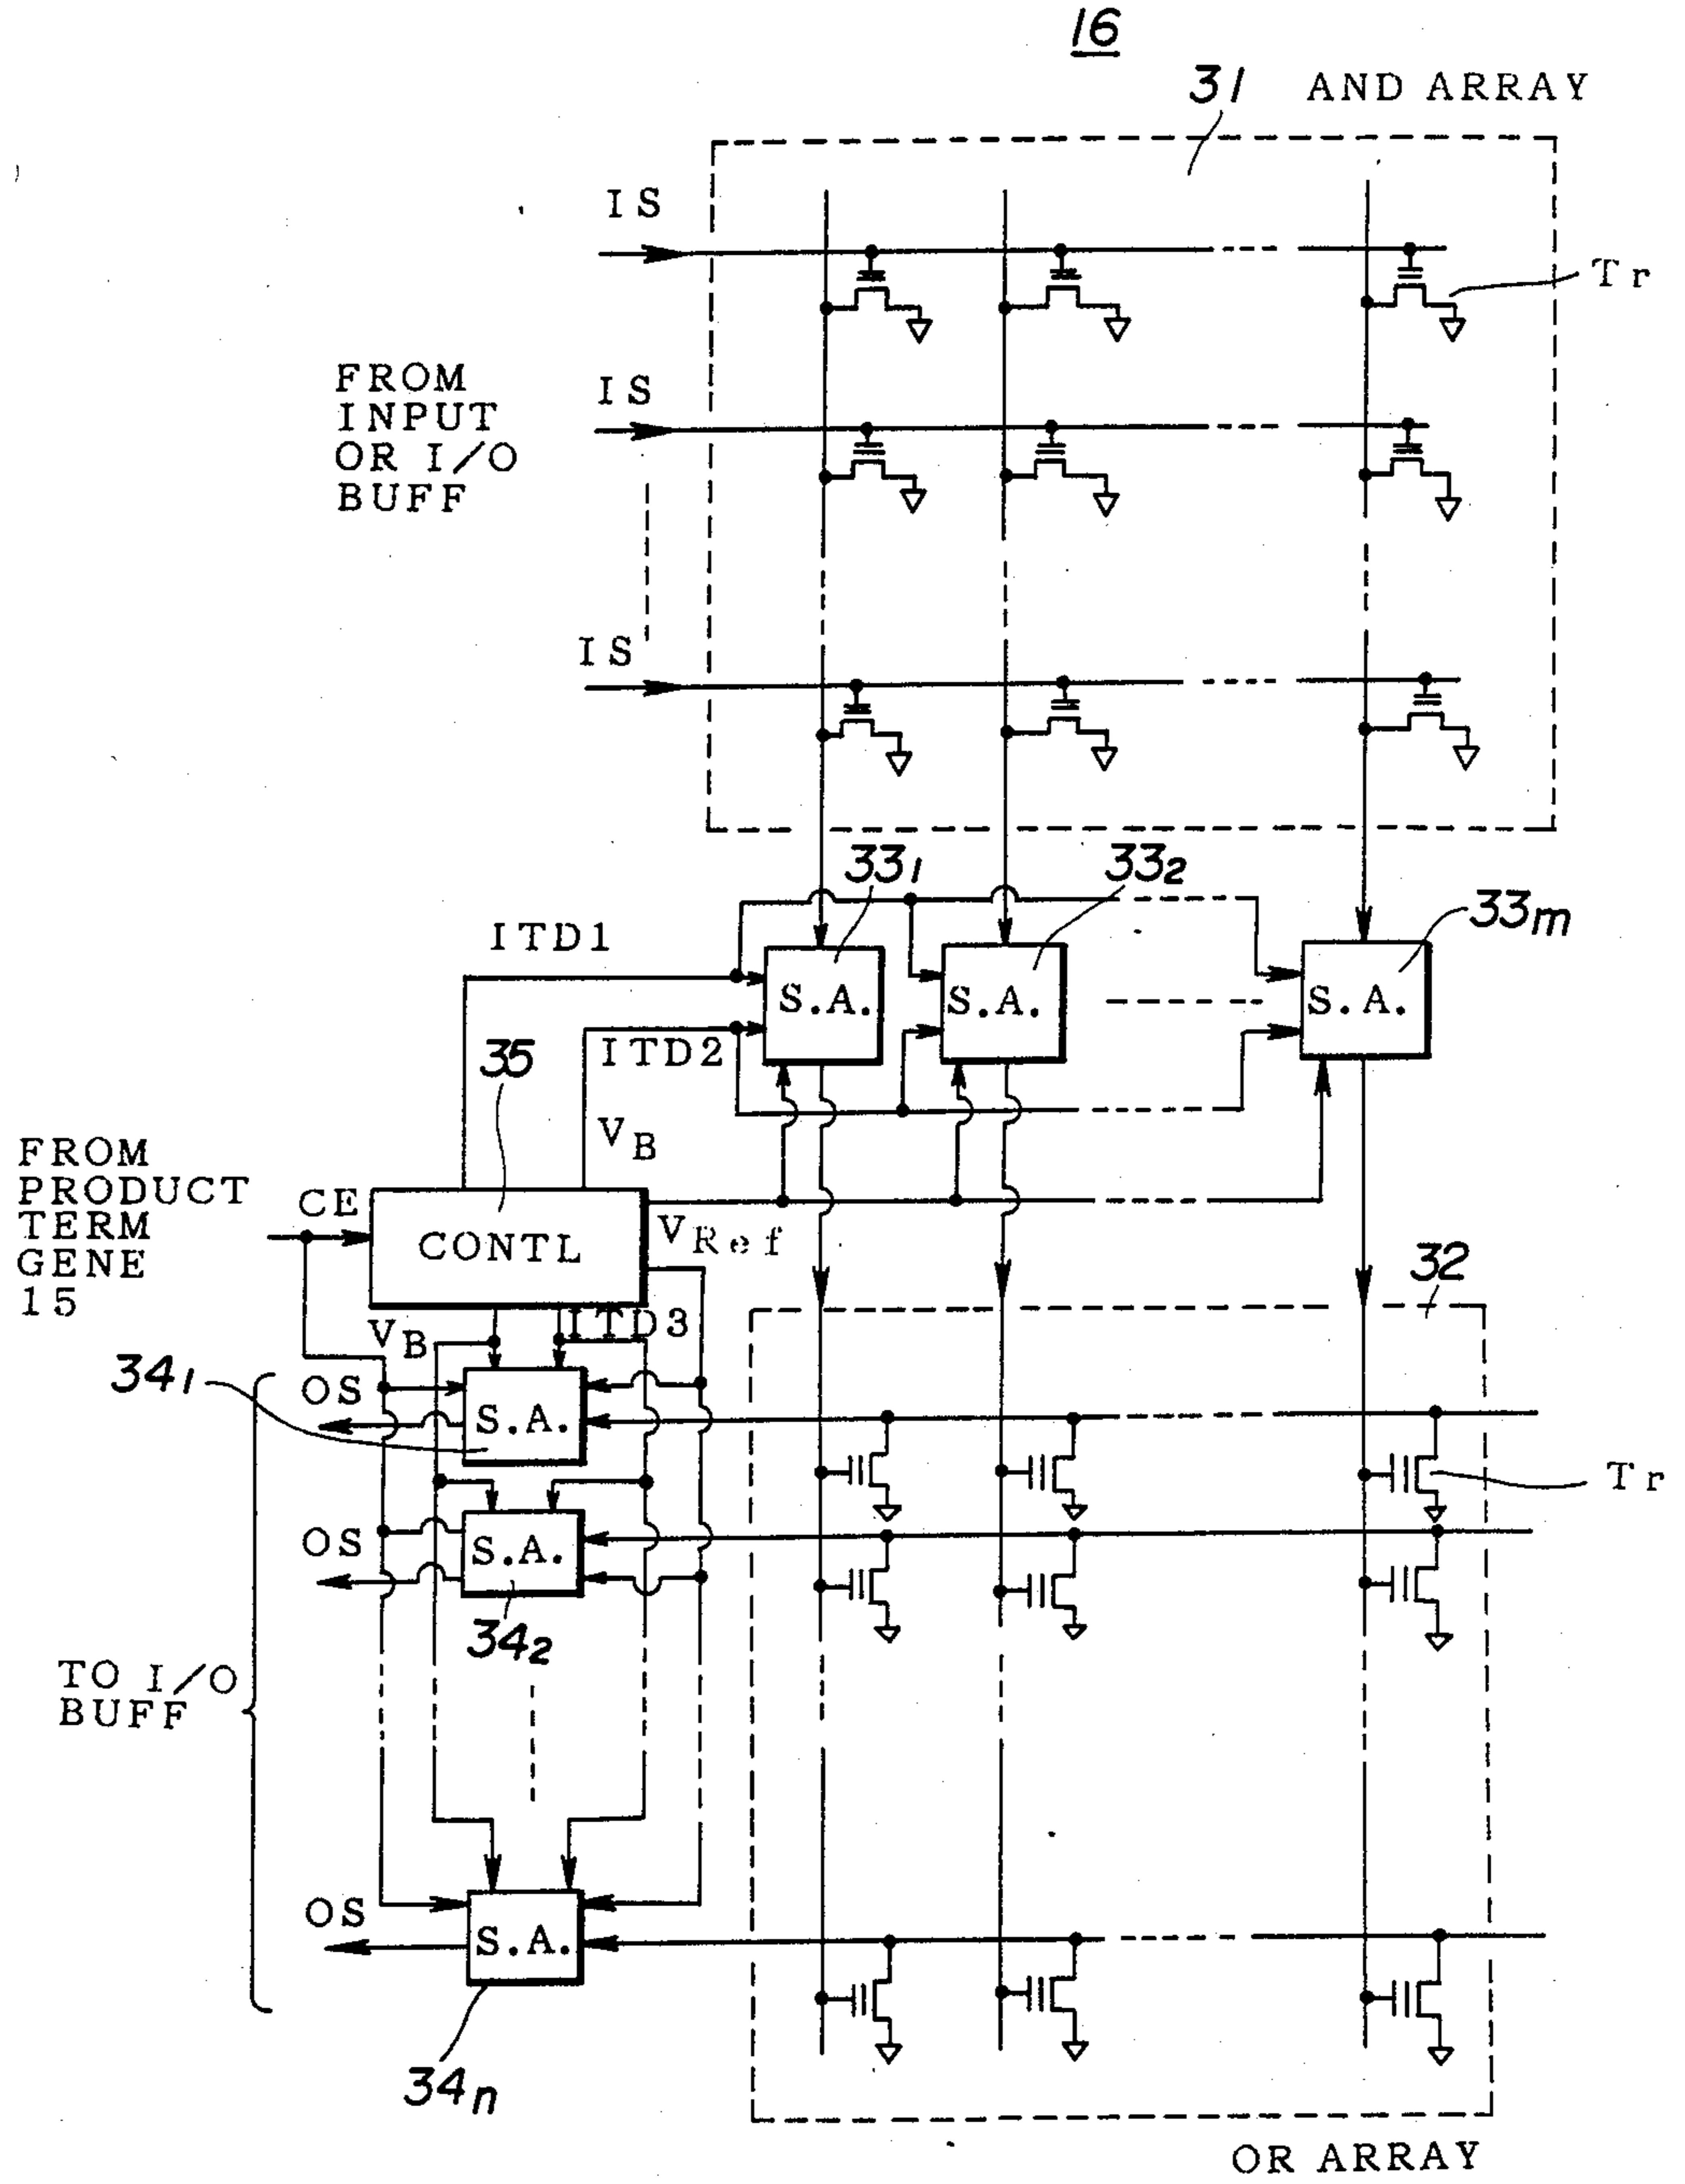 16
31 AND ARRAY
IS
Tr
FROM
INPUT
OR I/O
BUFF
IS
IS
331
332
33m
ITD1
S.A.
S.A.
S.A.
ITD2
35
VB
FROM
PRODUCT
TERM
GENE
15
CE
CONTL
VRef
32
VB
ITD3
341
OS
S.A.
Tr
OS
S.A.
342
TO I/O
BUFF
OS
S.A.
34n
OR ARRAY